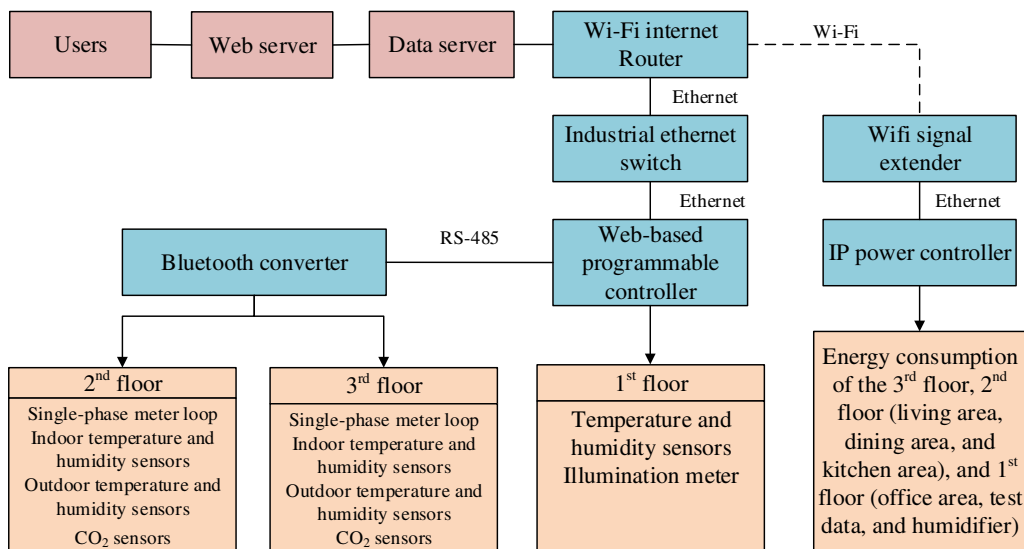 Users
Web server
Data server
Wi-Fi internet
Router
Wi-Fi
Ethernet
Industrial ethernet
switch
Wifi signal
extender
Ethernet
Ethernet
RS-485
Bluetooth converter
Web-based
programmable
controller
IP power controller
2nd floor
Single-phase meter loop
Indoor temperature and
humidity sensors
Outdoor temperature and
humidity sensors
CO2 sensors
3rd floor
Single-phase meter loop
Indoor temperature and
humidity sensors
Outdoor temperature and
humidity sensors
CO2 sensors
1st floor
Temperature and
humidity sensors
Illumination meter
Energy consumption
of the 3rd floor, 2nd
floor (living area,
dining area, and
kitchen area), and 1st
floor (office area, test
data, and humidifier)